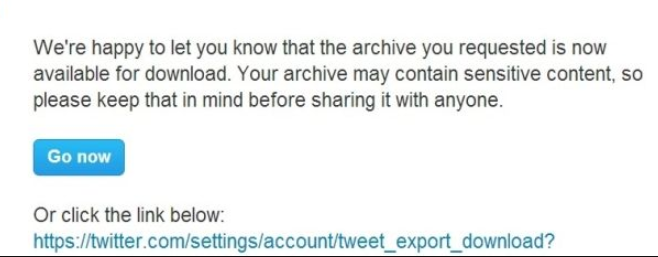 We're happy to let you know that the archive you requested is now
available for download. Your archive may contain sensitive content, so
please keep that in mind before sharing it with anyone.
Go now
Or click the link below:
https://twitter.com/settings/account/tweet_export_download?